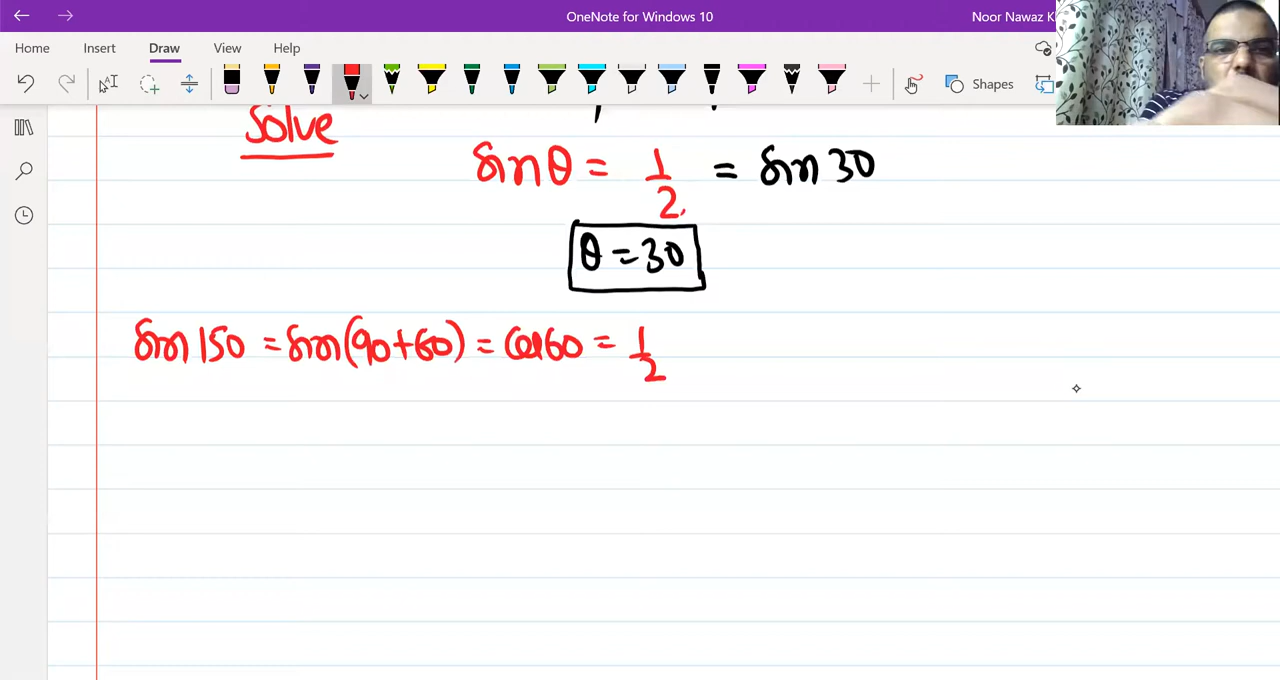 OneNote for Windows 10
Noor Nawaz K
Home Insert Draw View Help
Shapes
Solve
sinθ = 1/2 = sin 30
θ = 30
sin 150 = sin(90+60) = cos60 = 1/2